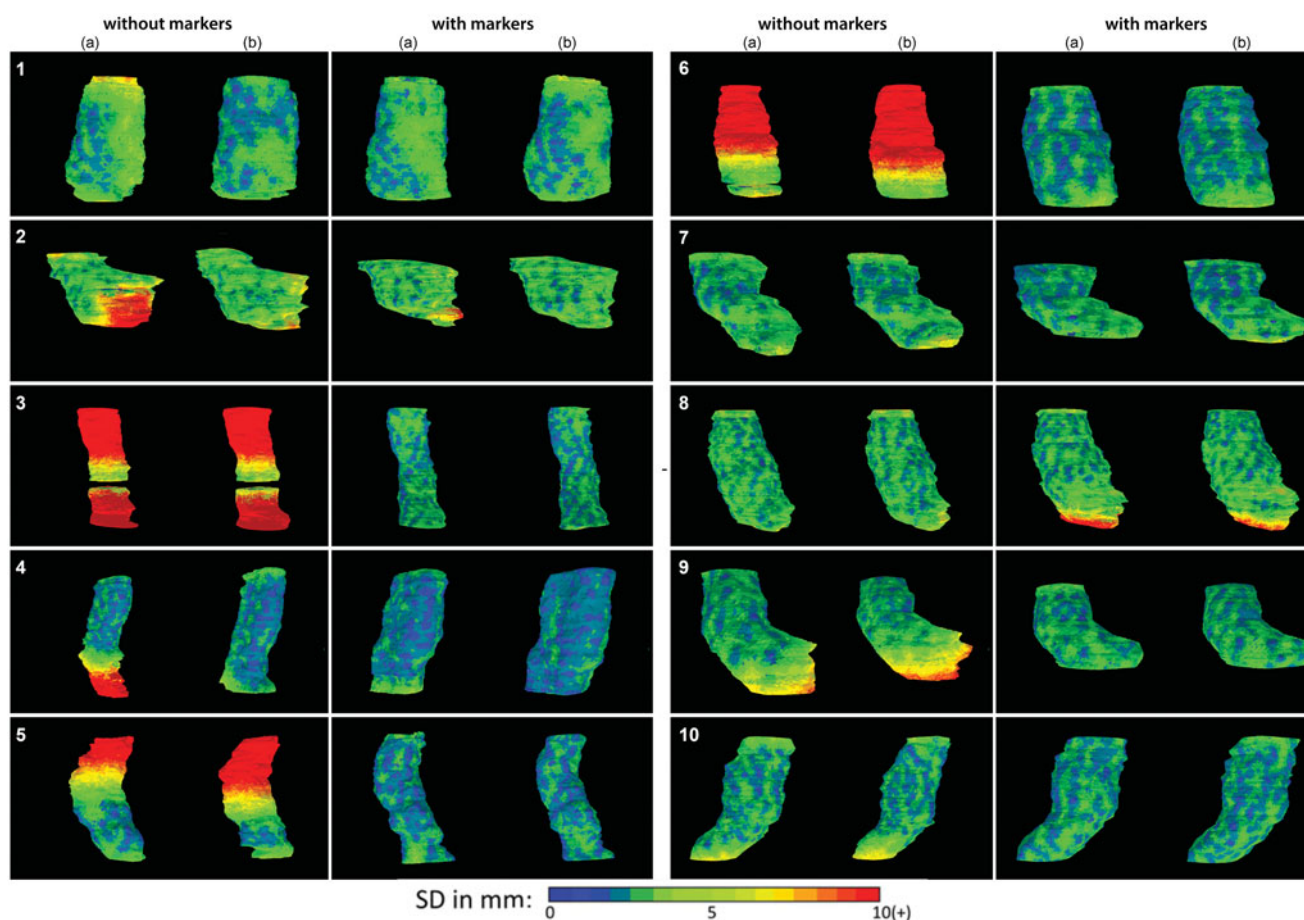 without markers with markers without markers with markers
(a) (b) (a) (b) (a) (b) (a) (b)
1 6
2 7
3 8
-
4 9
5 10
SD in mm:
0 5 10(+)